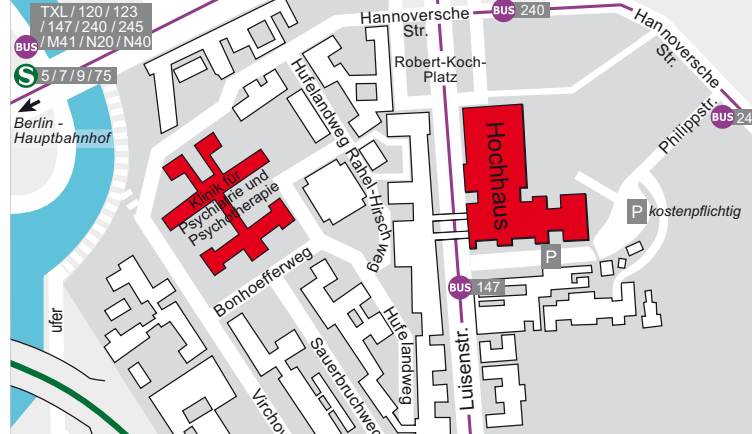 TXL / 120 / 123
/ 147 / 240 / 245
BUS / M41 / N20 / N40
S 5 / 7 / 9 / 75
Berlin -
Hauptbahnhof
Hannoversche
Str.
BUS 240
Robert-Koch-
Platz
Hannoversche
Str.
Philippstr.
BUS 24
Hufelandweg
Rahel-Hirsch Weg
Hochhaus
Klinik für
Psychiatrie und
Psychotherapie
P kostenpflichtig
P
BUS 147
Bonhoefferweg
ufer
Hufelandweg
Sauerbruchweg
Luisenstr.
Vircho